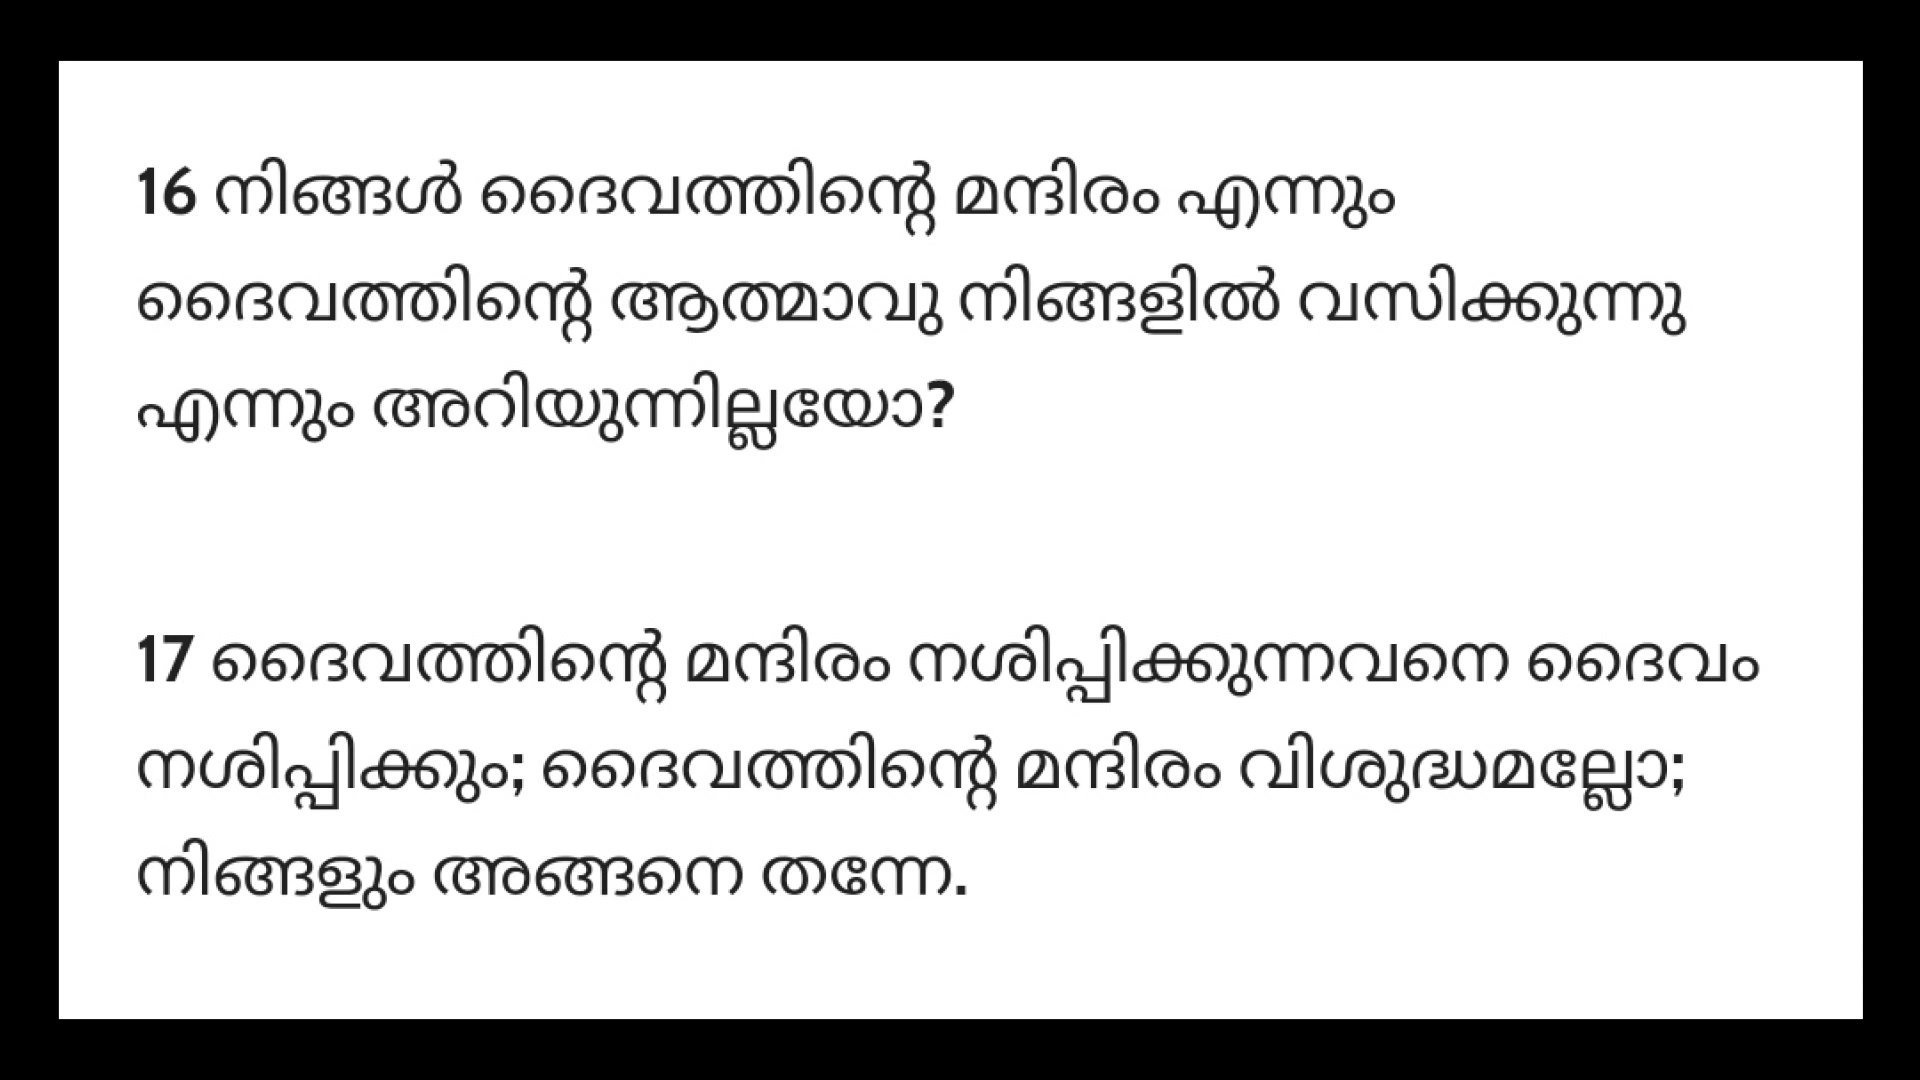 16 നിങ്ങൾ ദൈവത്തിന്റെ മന്ദിരം എന്നും
ദൈവത്തിന്റെ ആത്മാവു നിങ്ങളിൽ വസിക്കുന്നു
എന്നും അറിയുന്നില്ലയോ?
17 ദൈവത്തിന്റെ മന്ദിരം നശിപ്പിക്കുന്നവനെ ദൈവം
നശിപ്പിക്കും; ദൈവത്തിന്റെ മന്ദിരം വിശുദ്ധമല്ലോ;
നിങ്ങളും അങ്ങനെ തന്നേ.